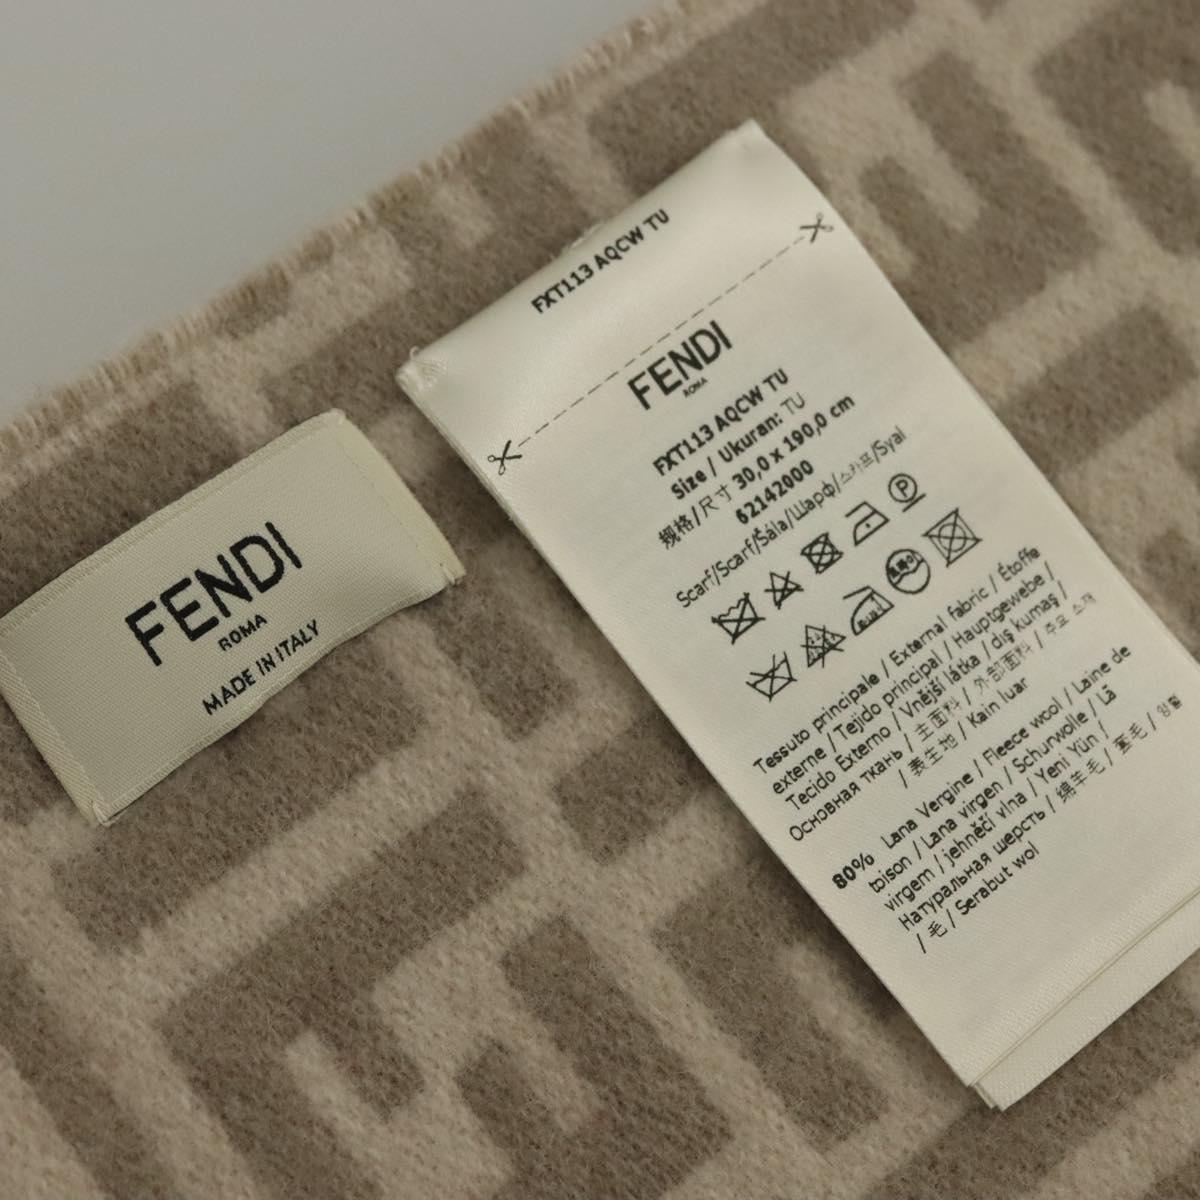 FENDI
ROMA
MADE IN ITALY
FXT113 AQCW TU
FENDI
ROMA
FXT113 AQCW TU
Size / Ukuran: TU
规格/尺寸 30,0 x 190,0 cm
62142000
Scarf/Scarf/Šála/Шарф/스카프/Syal
P
Tessuto principale / External fabric / Étoffe
externe / Tejido principal / Hauptgewebe /
Tecido Externo / Vnější látka / dış kumaş /
Основная ткань / 主面料 / 外部面料 / 주요 소재
/ 表生地 / Kain luar
80% Lana Vergine / Fleece wool / Laine de
toison / Lana virgen / Schurwolle / Lã
virgem / jehněčí vlna / Yeni Yün /
Натуральная шерсть / 绵羊毛 / 羊毛 / 양털
/ 毛 / Serabut wol